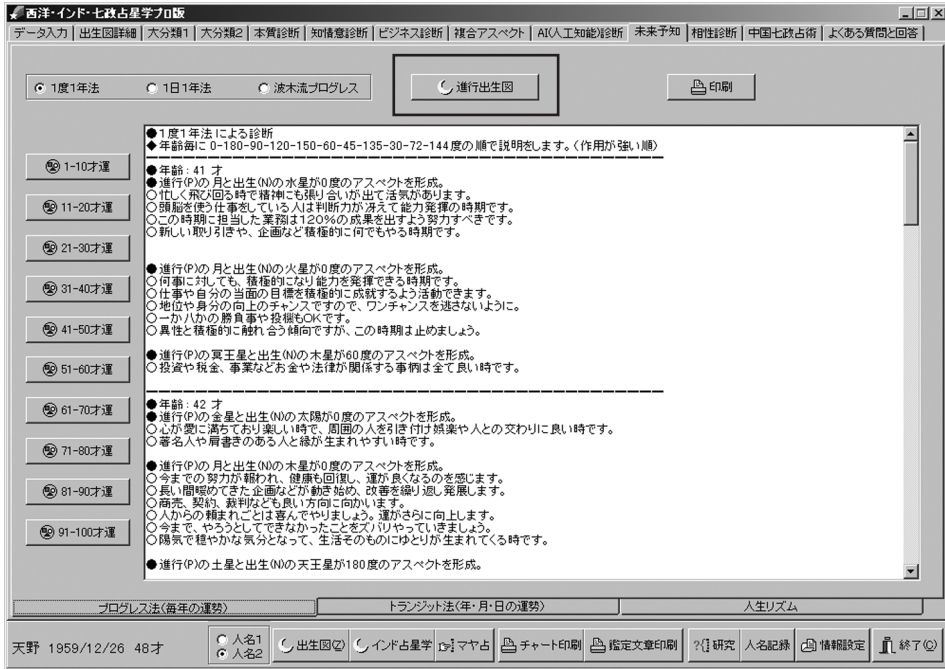 西洋・インド・七政占星学プロ版
データ入力 出生図詳細 大分類1 大分類2 本質診断 知情意診断 ビジネス診断 複合アスペクト AI(人工知能)診断 未来予知 相性診断 中国七政占術 よくある質問と回答
1度1年法 1日1年法 波木流プログレス 進行出生図 印刷
1-10才運
11-20才運
21-30才運
31-40才運
41-50才運
51-60才運
61-70才運
71-80才運
81-90才運
91-100才運
●1度1年法による診断
◆年齢毎に 0-180-90-120-150-60-45-135-30-72-144度の順で説明をします。(作用が強い順)
●年齢:41 才
●進行(P)の月と出生(N)の水星が0度のアスペクトを形成。
○忙しく飛び回る時で精神にも張り合いが出て活気があります。
○頭脳を使う仕事をしている人は判断力が冴えて能力発揮の時期です。
○この時期に担当した業務は120%の成果を出すよう努力すべきです。
○新しい取り引きや、企画など積極的に何でもやる時期です。
●進行(P)の月と出生(N)の火星が0度のアスペクトを形成。
○何事に対しても、積極的になり能力を発揮できる時期です。
○仕事や自分の当面の目標を積極的に成就するよう活動できます。
○地位や身分の向上のチャンスですので、ワンチャンスを逃さないように。
○一か八かの勝負事や投機もOKです。
○異性と積極的に触れ合う傾向ですが、この時期は止めましょう。
●進行(P)の冥王星と出生(N)の木星が60度のアスペクトを形成。
○投資や税金、事業などお金や法律が関係する事柄は全て良い時です。
●年齢:42 才
●進行(P)の金星と出生(N)の太陽が0度のアスペクトを形成。
○心が愛に満ちており楽しい時で、周囲の人を引き付け娯楽や人との交わりに良い時です。
○著名人や肩書きのある人と縁が生まれやすい時です。
●進行(P)の月と出生(N)の木星が0度のアスペクトを形成。
○今までの努力が報われ、健康も回復し、運が良くなるのを感じます。
○長い間暖めてきた企画などが動き始め、改善を繰り返し発展します。
○商売、契約、裁判なども良い方向に向かいます。
○人からの頼まれごとは喜んでやりましょう。運がさらに向上します。
○今まで、やろうとしてできなかったことをズバリやっていきましょう。
○陽気で穏やかな気分となって、生活そのものにゆとりが生まれてくる時です。
●進行(P)の土星と出生(N)の天王星が180度のアスペクトを形成。
プログレス法(毎年の運勢) トランジット法(年・月・日の運勢) 人生リズム
天野 1959/12/26 48才 人名1 人名2 出生図(Z) インド占星学 マヤ占 チャート印刷 鑑定文章印刷 研究 人名記録 情報設定 終了(Q)